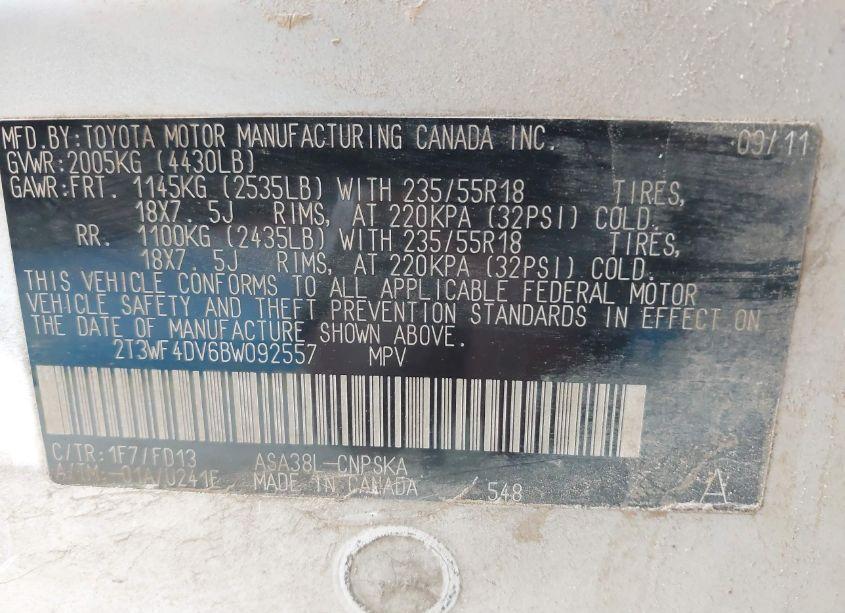 MFD.BY:TOYOTA MOTOR MANUFACTURING CANADA INC. 09/11
GVWR:2005KG (4430LB)
GAWR:FRT. 1145KG (2535LB) WITH 235/55R18 TIRES,
18X7. 5J RIMS, AT 220KPA (32PSI) COLD.
RR. 1100KG (2435LB) WITH 235/55R18 TIRES,
18X7. 5J RIMS, AT 220KPA (32PSI) COLD.
THIS VEHICLE CONFORMS TO ALL APPLICABLE FEDERAL MOTOR
VEHICLE SAFETY AND THEFT PREVENTION STANDARDS IN EFFECT ON
THE DATE OF MANUFACTURE SHOWN ABOVE.
2T3WF4DV6BW092557 MPV
C/TR:1F7/FD13 ASA38L-CNPSKA
A/TM:-01A/U241E MADE IN CANADA 548 A